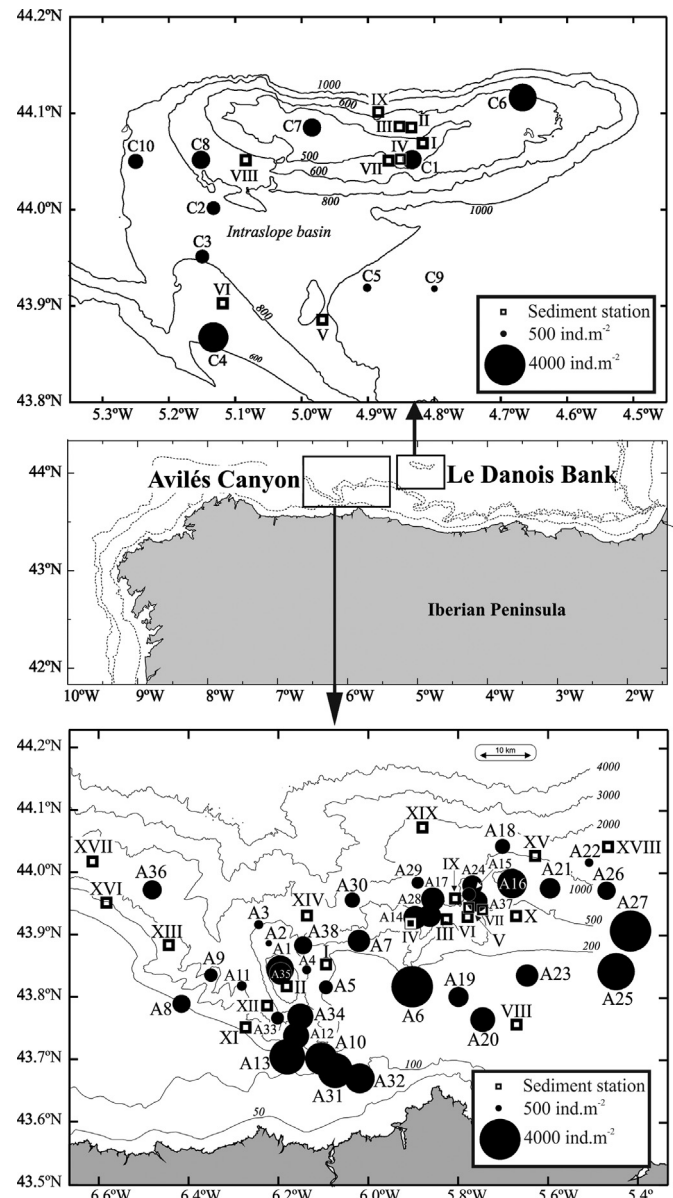 44.2°N
44.1°N
44.0°N
43.9°N
43.8°N
1000
600
IX
C6
C7
III
II
I
IV
C10
C8
500
VIII
VII
C1
600
800
1000
C2
Intraslope basin
C3
C5
C9
VI
800
V
C4
600
Sediment station
500 ind.m-2
4000 ind.m-2
5.3°W 5.2°W 5.1°W 5.0°W 4.9°W 4.8°W 4.7°W 4.6°W 4.5°W
44°N
43°N
42°N
Avilés Canyon
Le Danois Bank
Iberian Peninsula
10°W 9°W 8°W 7°W 6°W 5°W 4°W 3°W 2°W
44.2°N
44.1°N
44.0°N
43.9°N
43.8°N
43.7°N
43.6°N
43.5°N
10 km
4000
3000
2000
XIX
A18
XV
XVIII
XVII
A22
A36
A29
A17
IX
A24
A15
A16
A21
A26
1000
XVI
A30
A28
XIV
A3
A14
IV
III
VI
A37
VII
X
500
A27
XIII
A2
A38
A7
V
200
A1
A9
A4
I
A11
A35
II
A5
A6
A19
A23
A25
A8
XII
A33
A34
A20
VIII
XI
A12
A10
A13
A31
A32
100
50
Sediment station
500 ind.m-2
4000 ind.m-2
6.6°W 6.4°W 6.2°W 6.0°W 5.8°W 5.6°W 5.4°W